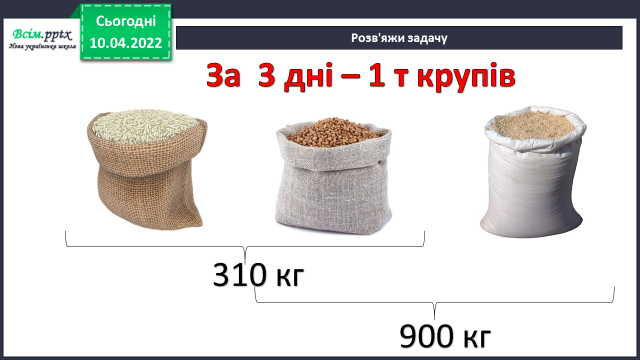 Всім.pptx
Нова українська школа
Сьогодні
10.04.2022
Розв'яжи задачу
За 3 дні – 1 т крупів
310 кг
900 кг